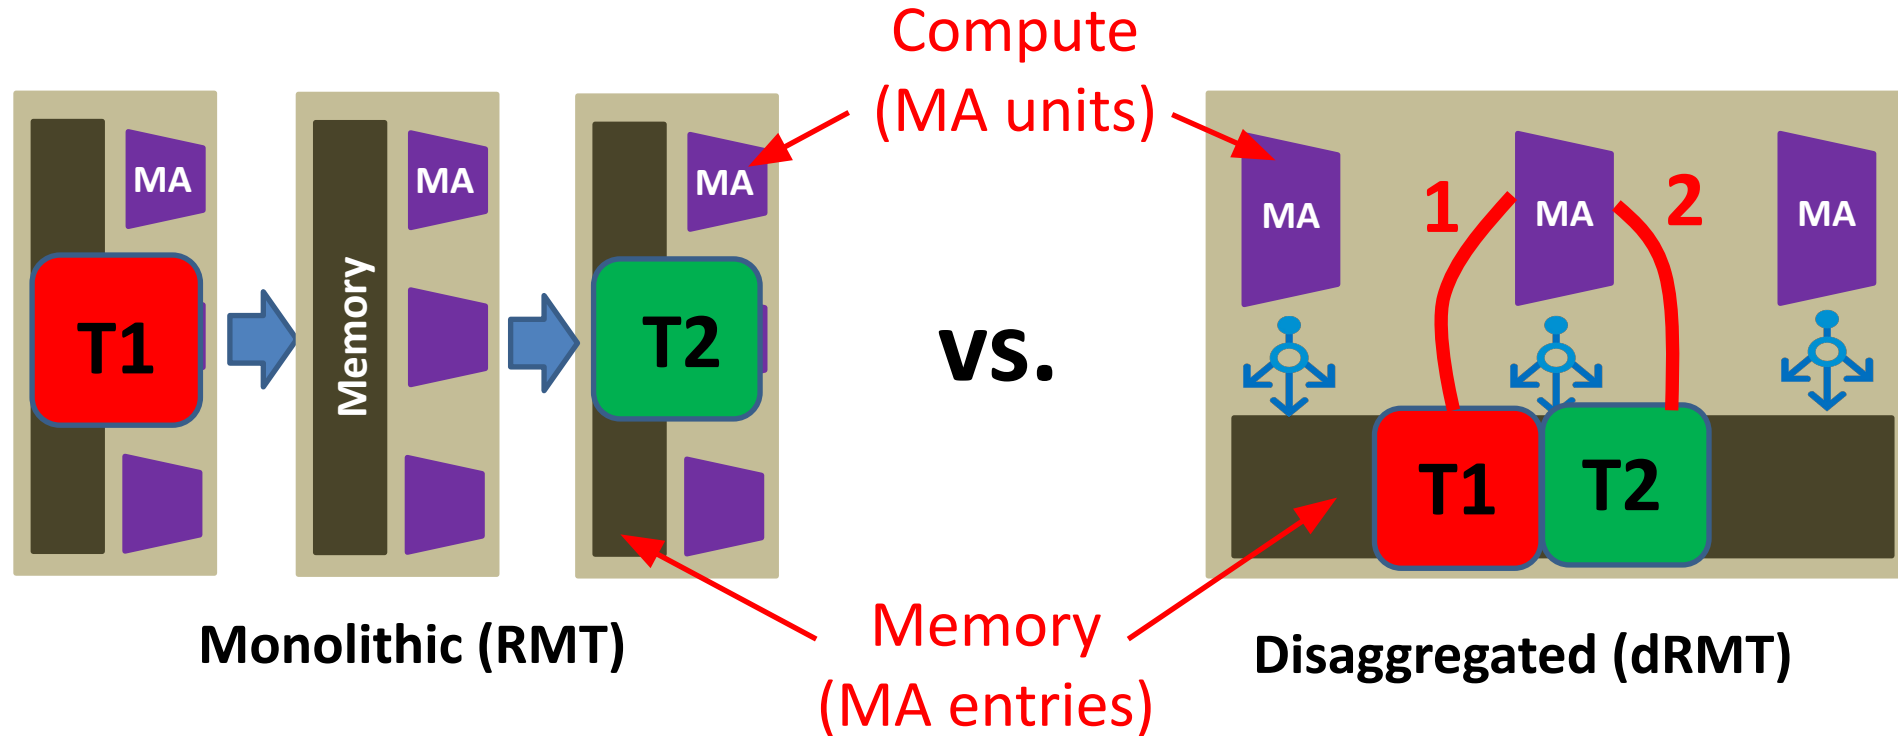 Compute
(MA units)
MA
MA
MA
Memory
T1
T2
Monolithic (RMT)
vs.
MA
MA
MA
1
2
T1
T2
Disaggregated (dRMT)
Memory
(MA entries)